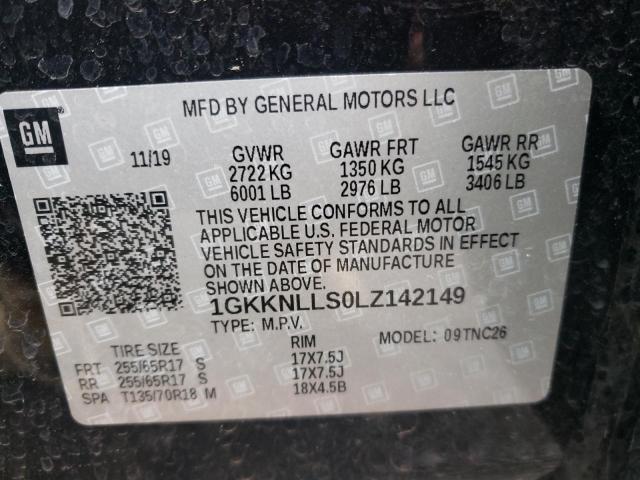 GM
MFD BY GENERAL MOTORS LLC
11/19 GVWR GAWR FRT GAWR RR
2722 KG 1350 KG 1545 KG
6001 LB 2976 LB 3406 LB
THIS VEHICLE CONFORMS TO ALL
APPLICABLE U.S. FEDERAL MOTOR
VEHICLE SAFETY STANDARDS IN EFFECT
ON THE DATE OF MANUFACTURE
SHOWN ABOVE.
1GKKNLLS0LZ142149
TYPE: M.P.V. MODEL: 09TNC26
TIRE SIZE RIM
FRT 255/65R17 S 17X7.5J
RR 255/65R17 S 17X7.5J
SPA T135/70R18 M 18X4.5B